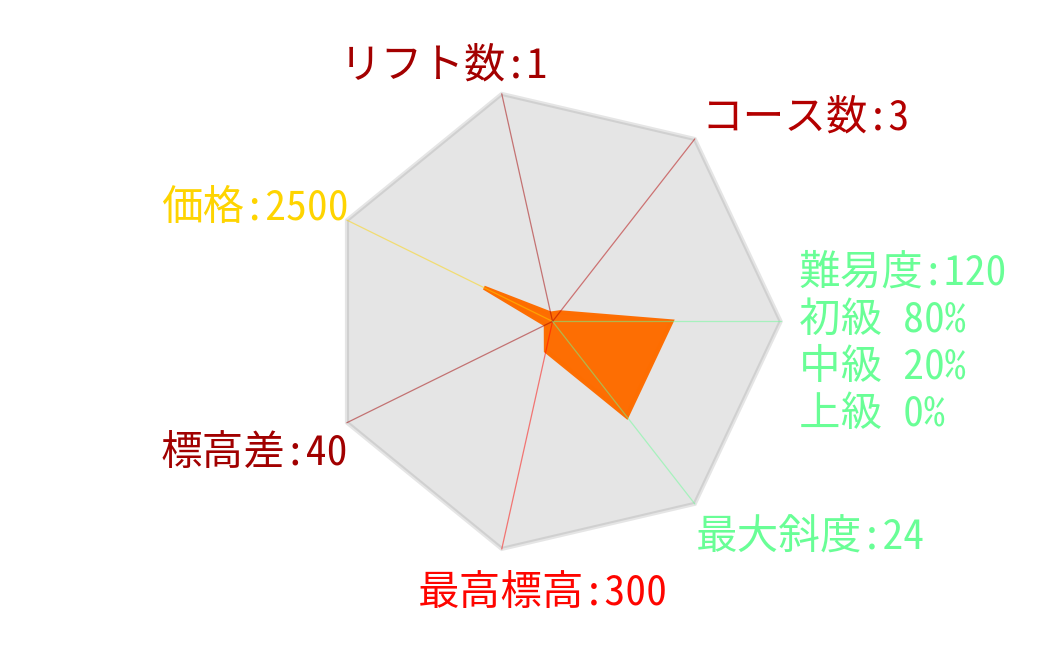 リフト数:1
コース数:3
価格:2500
難易度:120
初級 80%
中級 20%
上級 0%
標高差:40
最大斜度:24
最高標高:300